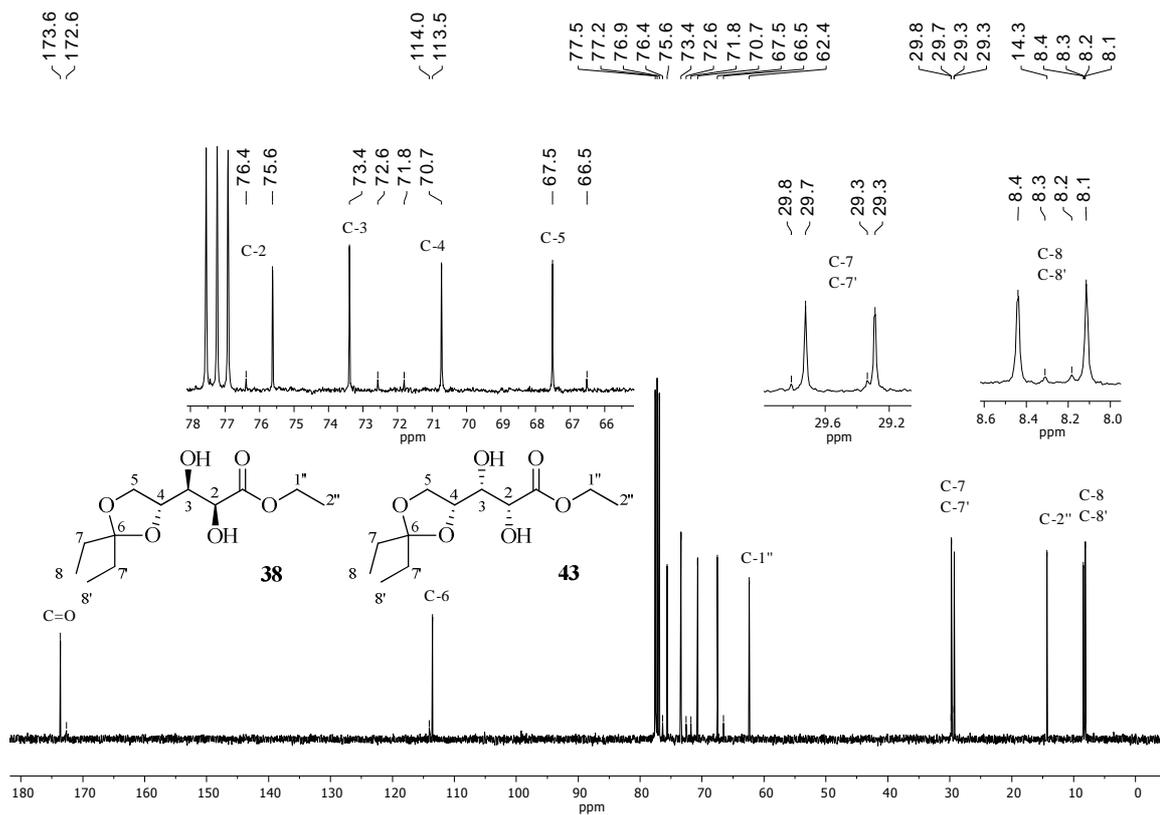 173.6
172.6
114.0
113.5
77.5
77.2
76.9
76.4
75.6
73.4
72.6
71.8
70.7
67.5
66.5
62.4
29.8
29.7
29.3
29.3
14.3
8.4
8.3
8.2
8.1
76.4
75.6
73.4
72.6
71.8
70.7
67.5
66.5
C-2
C-3
C-4
C-5
78 77 76 75 74 73 72 71 70 69 68 67 66
ppm
29.8
29.7
29.3
29.3
C-7
C-7'
29.6 29.2
ppm
8.4
8.3
8.2
8.1
C-8
C-8'
8.6 8.4 8.2 8.0
ppm
OH O
5 4 3 2 1'' 2''
O O O OH
6 7 7' 8 8'
38
OH O
5 4 3 2 1'' 2''
O O O OH
6 7 7' 8 8'
43
C=O
C-6
C-1''
C-7
C-7'
C-2''
C-8
C-8'
180 170 160 150 140 130 120 110 100 90 80 70 60 50 40 30 20 10 0
ppm